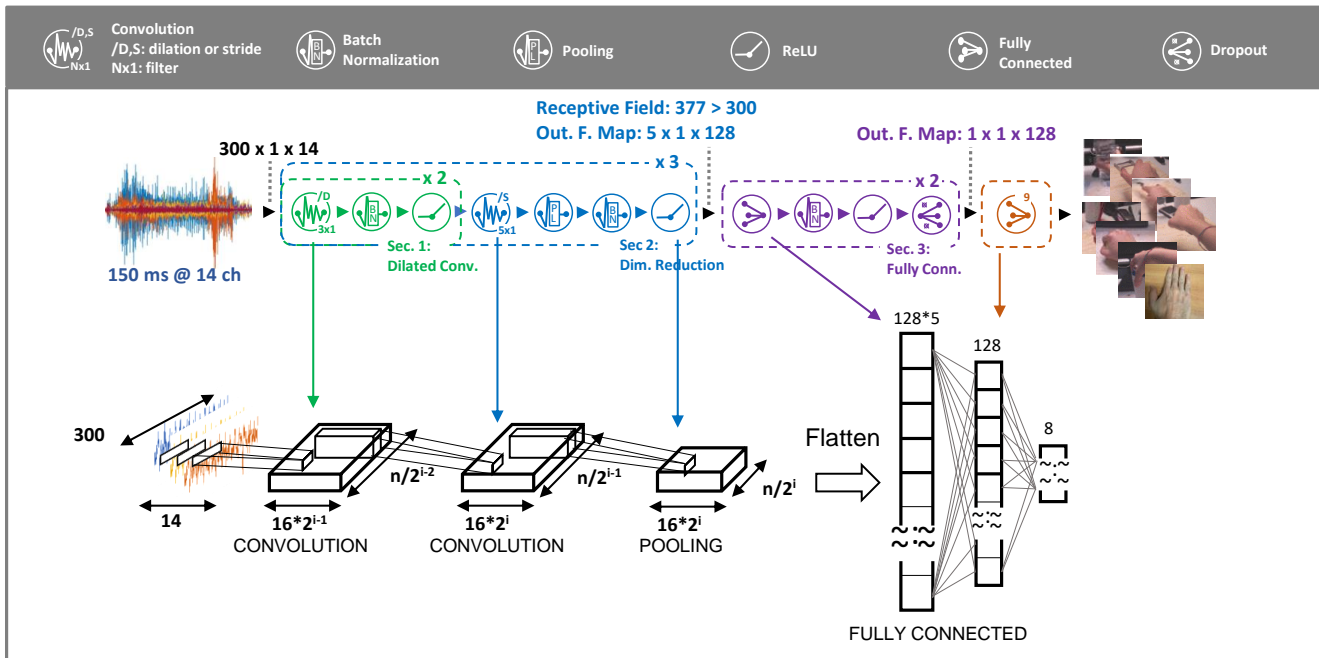 /D,S
Nx1
Convolution
/D,S: dilation or stride
Nx1: filter
BN
Batch
Normalization
PL
Pooling
ReLU
Fully
Connected
Dropout
Receptive Field: 377 > 300
Out. F. Map: 5 x 1 x 128
Out. F. Map: 1 x 1 x 128
300 x 1 x 14
x 3
x 2
x 2
/D
3x1
BN
/S
5x1
PL
BN
BN
9
Sec. 1:
Dilated Conv.
Sec 2:
Dim. Reduction
Sec. 3:
Fully Conn.
150 ms @ 14 ch
128*5
128
8
300
14
n/2^{i-2}
n/2^{i-1}
n/2^{i}
Flatten
16*2^{i-1}
16*2^{i}
16*2^{i}
CONVOLUTION
CONVOLUTION
POOLING
FULLY CONNECTED